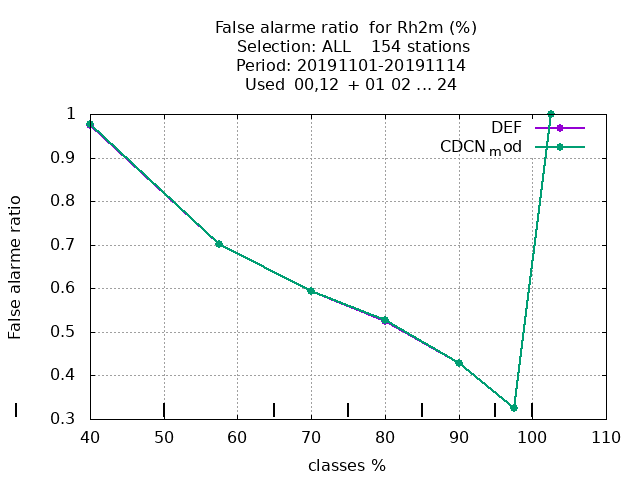 False alarme ratio  for Rh2m (%)
Selection: ALL    154 stations
Period: 20191101-20191114
Used  00,12  + 01 02 ... 24
DEF
CDCN_mod
1
0.9
0.8
0.7
0.6
0.5
0.4
0.3
False alarme ratio
40 50 60 70 80 90 100 110
classes %